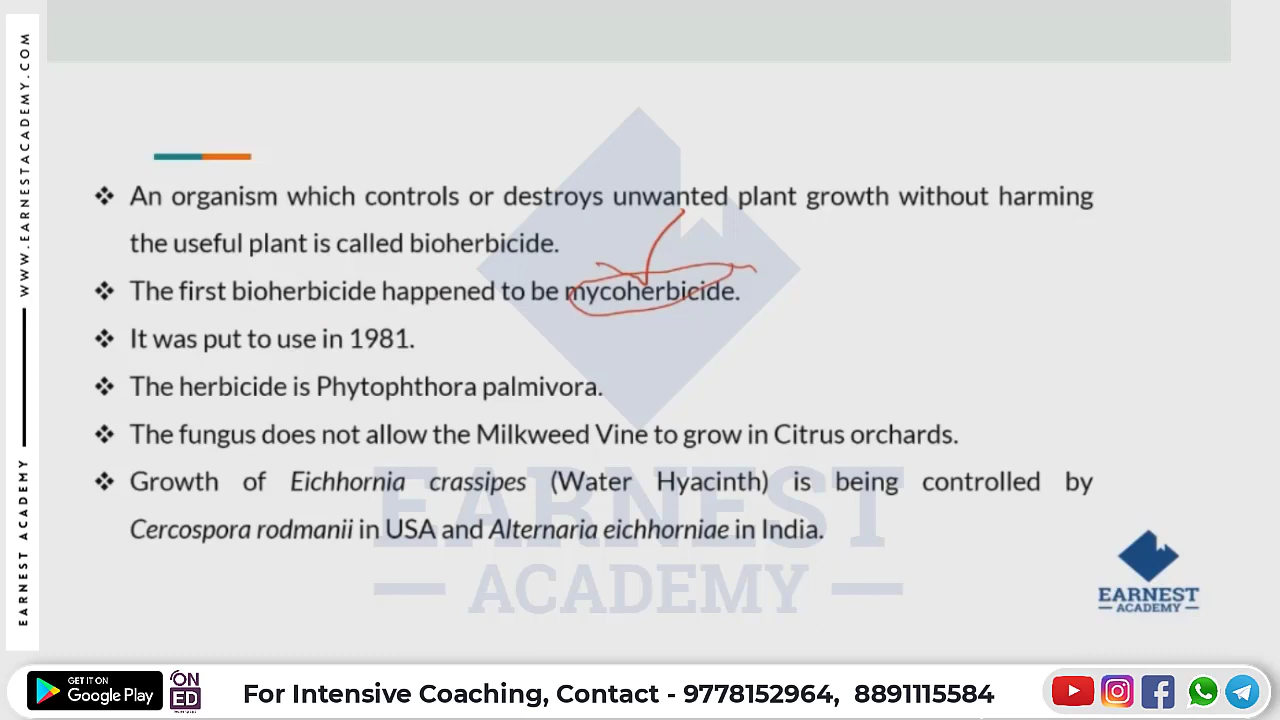 WWW.EARNESTACADEMY.COM
EARNEST ACADEMY
❖ An organism which controls or destroys unwanted plant growth without harming
the useful plant is called bioherbicide.
❖ The first bioherbicide happened to be mycoherbicide.
❖ It was put to use in 1981.
❖ The herbicide is Phytophthora palmivora.
❖ The fungus does not allow the Milkweed Vine to grow in Citrus orchards.
❖ Growth of Eichhornia crassipes (Water Hyacinth) is being controlled by
Cercospora rodmanii in USA and Alternaria eichhorniae in India.
EARNEST
ACADEMY
EARNEST
ACADEMY
GET IT ON
Google Play
ON
ED
For Intensive Coaching, Contact - 9778152964, 8891115584